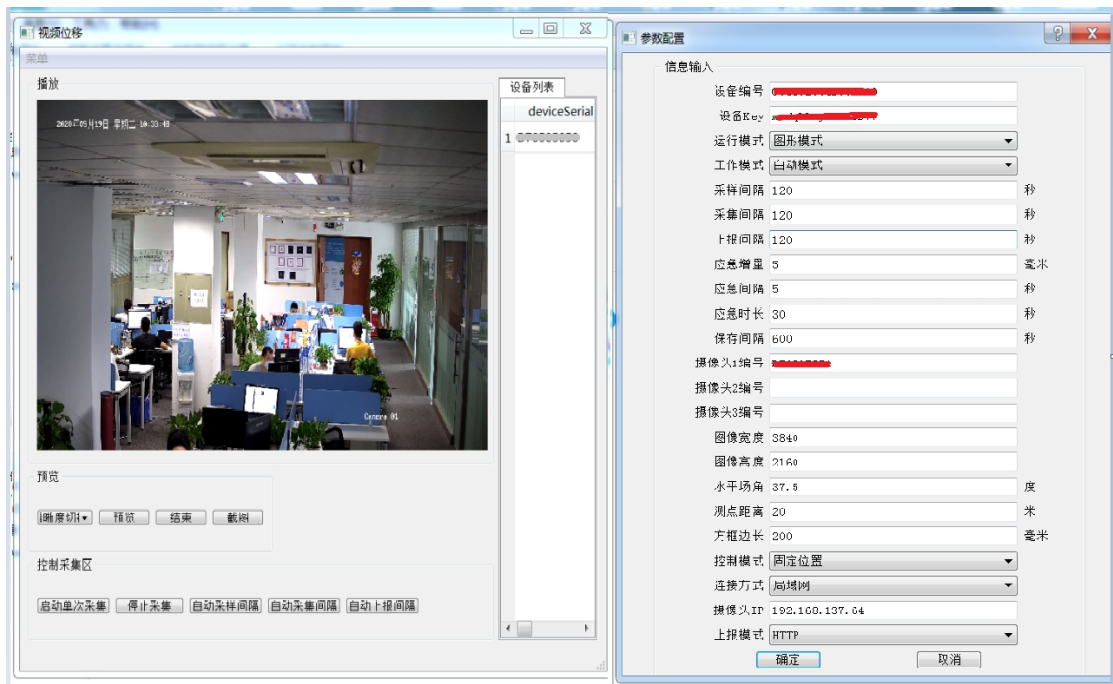 视频位移
菜单
播放
2020年05月19日 星期二 10:33:48
Camera 01
设备列表
deviceSerial
1
预览
预览
结束
截图
控制采集区
启动单次采集
停止采集
自动采样间隔
自动采集间隔
自动上报间隔
参数配置
信息输入
设备编号
设备Key
运行模式 图形模式
工作模式 自动模式
采样间隔 120 秒
采集间隔 120 秒
上报间隔 120 秒
应急增量 5 毫米
应急间隔 5 秒
应急时长 30 秒
保存间隔 600 秒
摄像头1编号
摄像头2编号
摄像头3编号
图像宽度 3840
图像高度 2160
水平场角 37.5 度
测点距离 20 米
方框边长 200 毫米
控制模式 固定位置
连接方式 局域网
摄像头IP 192.168.137.64
上报模式 HTTP
确定
取消